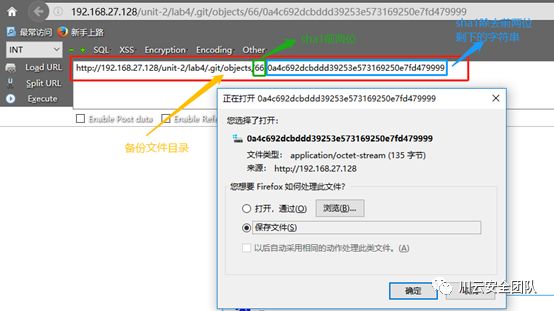 192.168.27.128/unit-2/lab4/.git/objects/66/0a4c692dcbddd39253e573169250e7fd479999
sha1前两位
sha1除去前两位
剩下的字符串
最常访问 新手上路
INT SQL· XSS· Encryption· Encoding· Other·
Load URL
Split URL
Execute
http://192.168.27.128/unit-2/lab4/.git/objects/66/0a4c692dcbddd39253e573169250e7fd479999
Enable Post data Enable Refe
备份文件目录
正在打开 0a4c692dcbddd39253e573169250e7fd479999
您选择了打开:
0a4c692dcbddd39253e573169250e7fd479999
文件类型: application/octet-stream (135 字节)
来源: http://192.168.27.128
您想要 Firefox 如何处理此文件?
打开,通过(O) 浏览(B)...
保存文件(S)
以后自动采用相同的动作处理此类文件。(A)
确定
川云安全团队